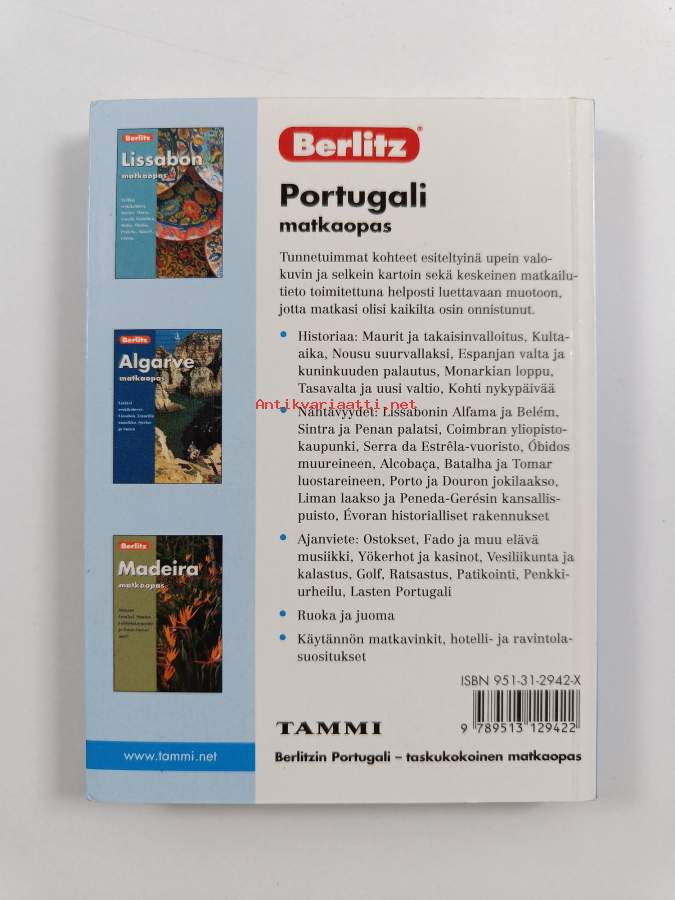 Berlitz
Lissabon
matkaopas
Berlitz
Algarve
matkaopas
Berlitz
Madeira
matkaopas
www.tammi.net
Berlitz®
Portugali
matkaopas
Tunnetuimmat kohteet esiteltyinä upein valo-
kuvin ja selkein kartoin sekä keskeinen matkailu-
tieto toimitettuna helposti luettavaan muotoon,
jotta matkasi olisi kaikilta osin onnistunut.
• Historiaa: Maurit ja takaisinvalloitus, Kulta-
aika, Nousu suurvallaksi, Espanjan valta ja
kuninkuuden palautus, Monarkian loppu,
Tasavalta ja uusi valtio, Kohti nykypäivää
Antikvariaatti.net
• Nähtävyydet: Lissabonin Alfama ja Belém,
Sintra ja Penan palatsi, Coimbran yliopisto-
kaupunki, Serra da Estrêla-vuoristo, Óbidos
muureineen, Alcobaça, Batalha ja Tomar
luostareineen, Porto ja Douron jokilaakso,
Liman laakso ja Peneda-Gerésin kansallis-
puisto, Évoran historialliset rakennukset
• Ajanviete: Ostokset, Fado ja muu elävä
musiikki, Yökerhot ja kasinot, Vesiliikunta ja
kalastus, Golf, Ratsastus, Patikointi, Penkki-
urheilu, Lasten Portugali
• Ruoka ja juoma
• Käytännön matkavinkit, hotelli- ja ravintola-
suositukset
ISBN 951-31-2942-X
9 789513 129422
TAMMI
Berlitzin Portugali – taskukokoinen matkaopas